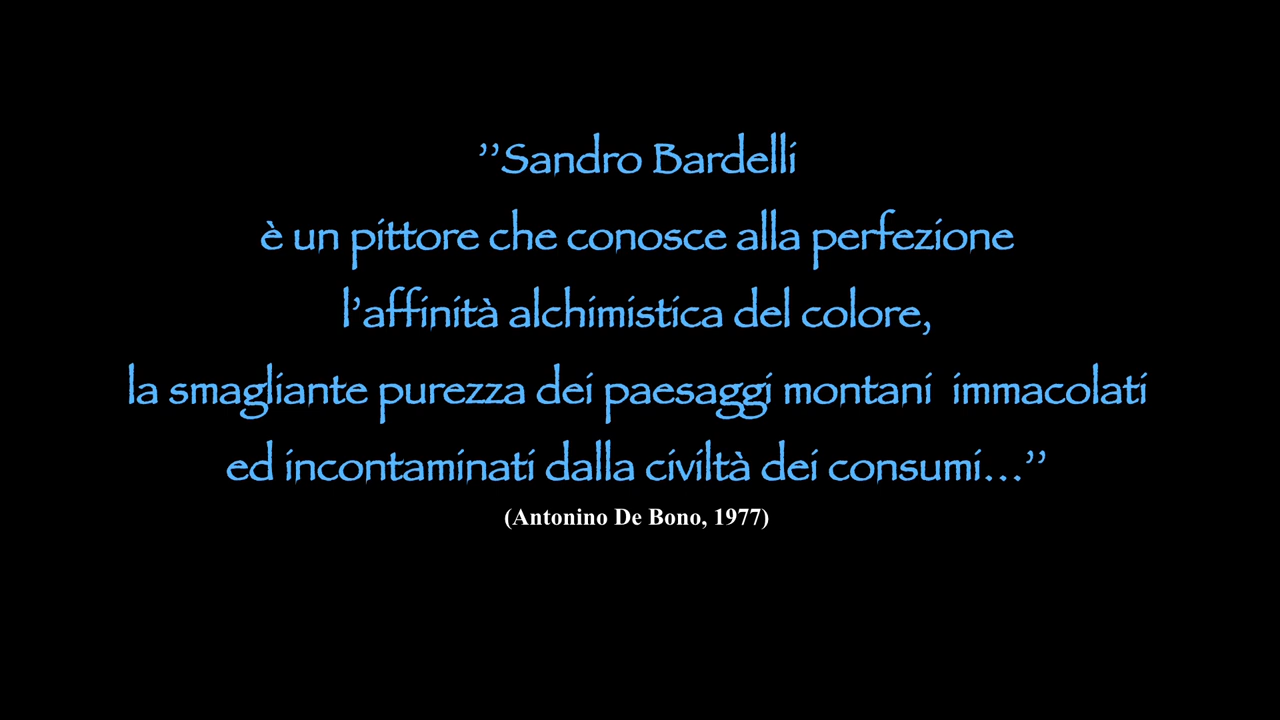 ’’Sandro Bardelli
è un pittore che conosce alla perfezione
l’affinità alchimistica del colore,
la smagliante purezza dei paesaggi montani  immacolati
ed incontaminati dalla civiltà dei consumi...’’
(Antonino De Bono, 1977)